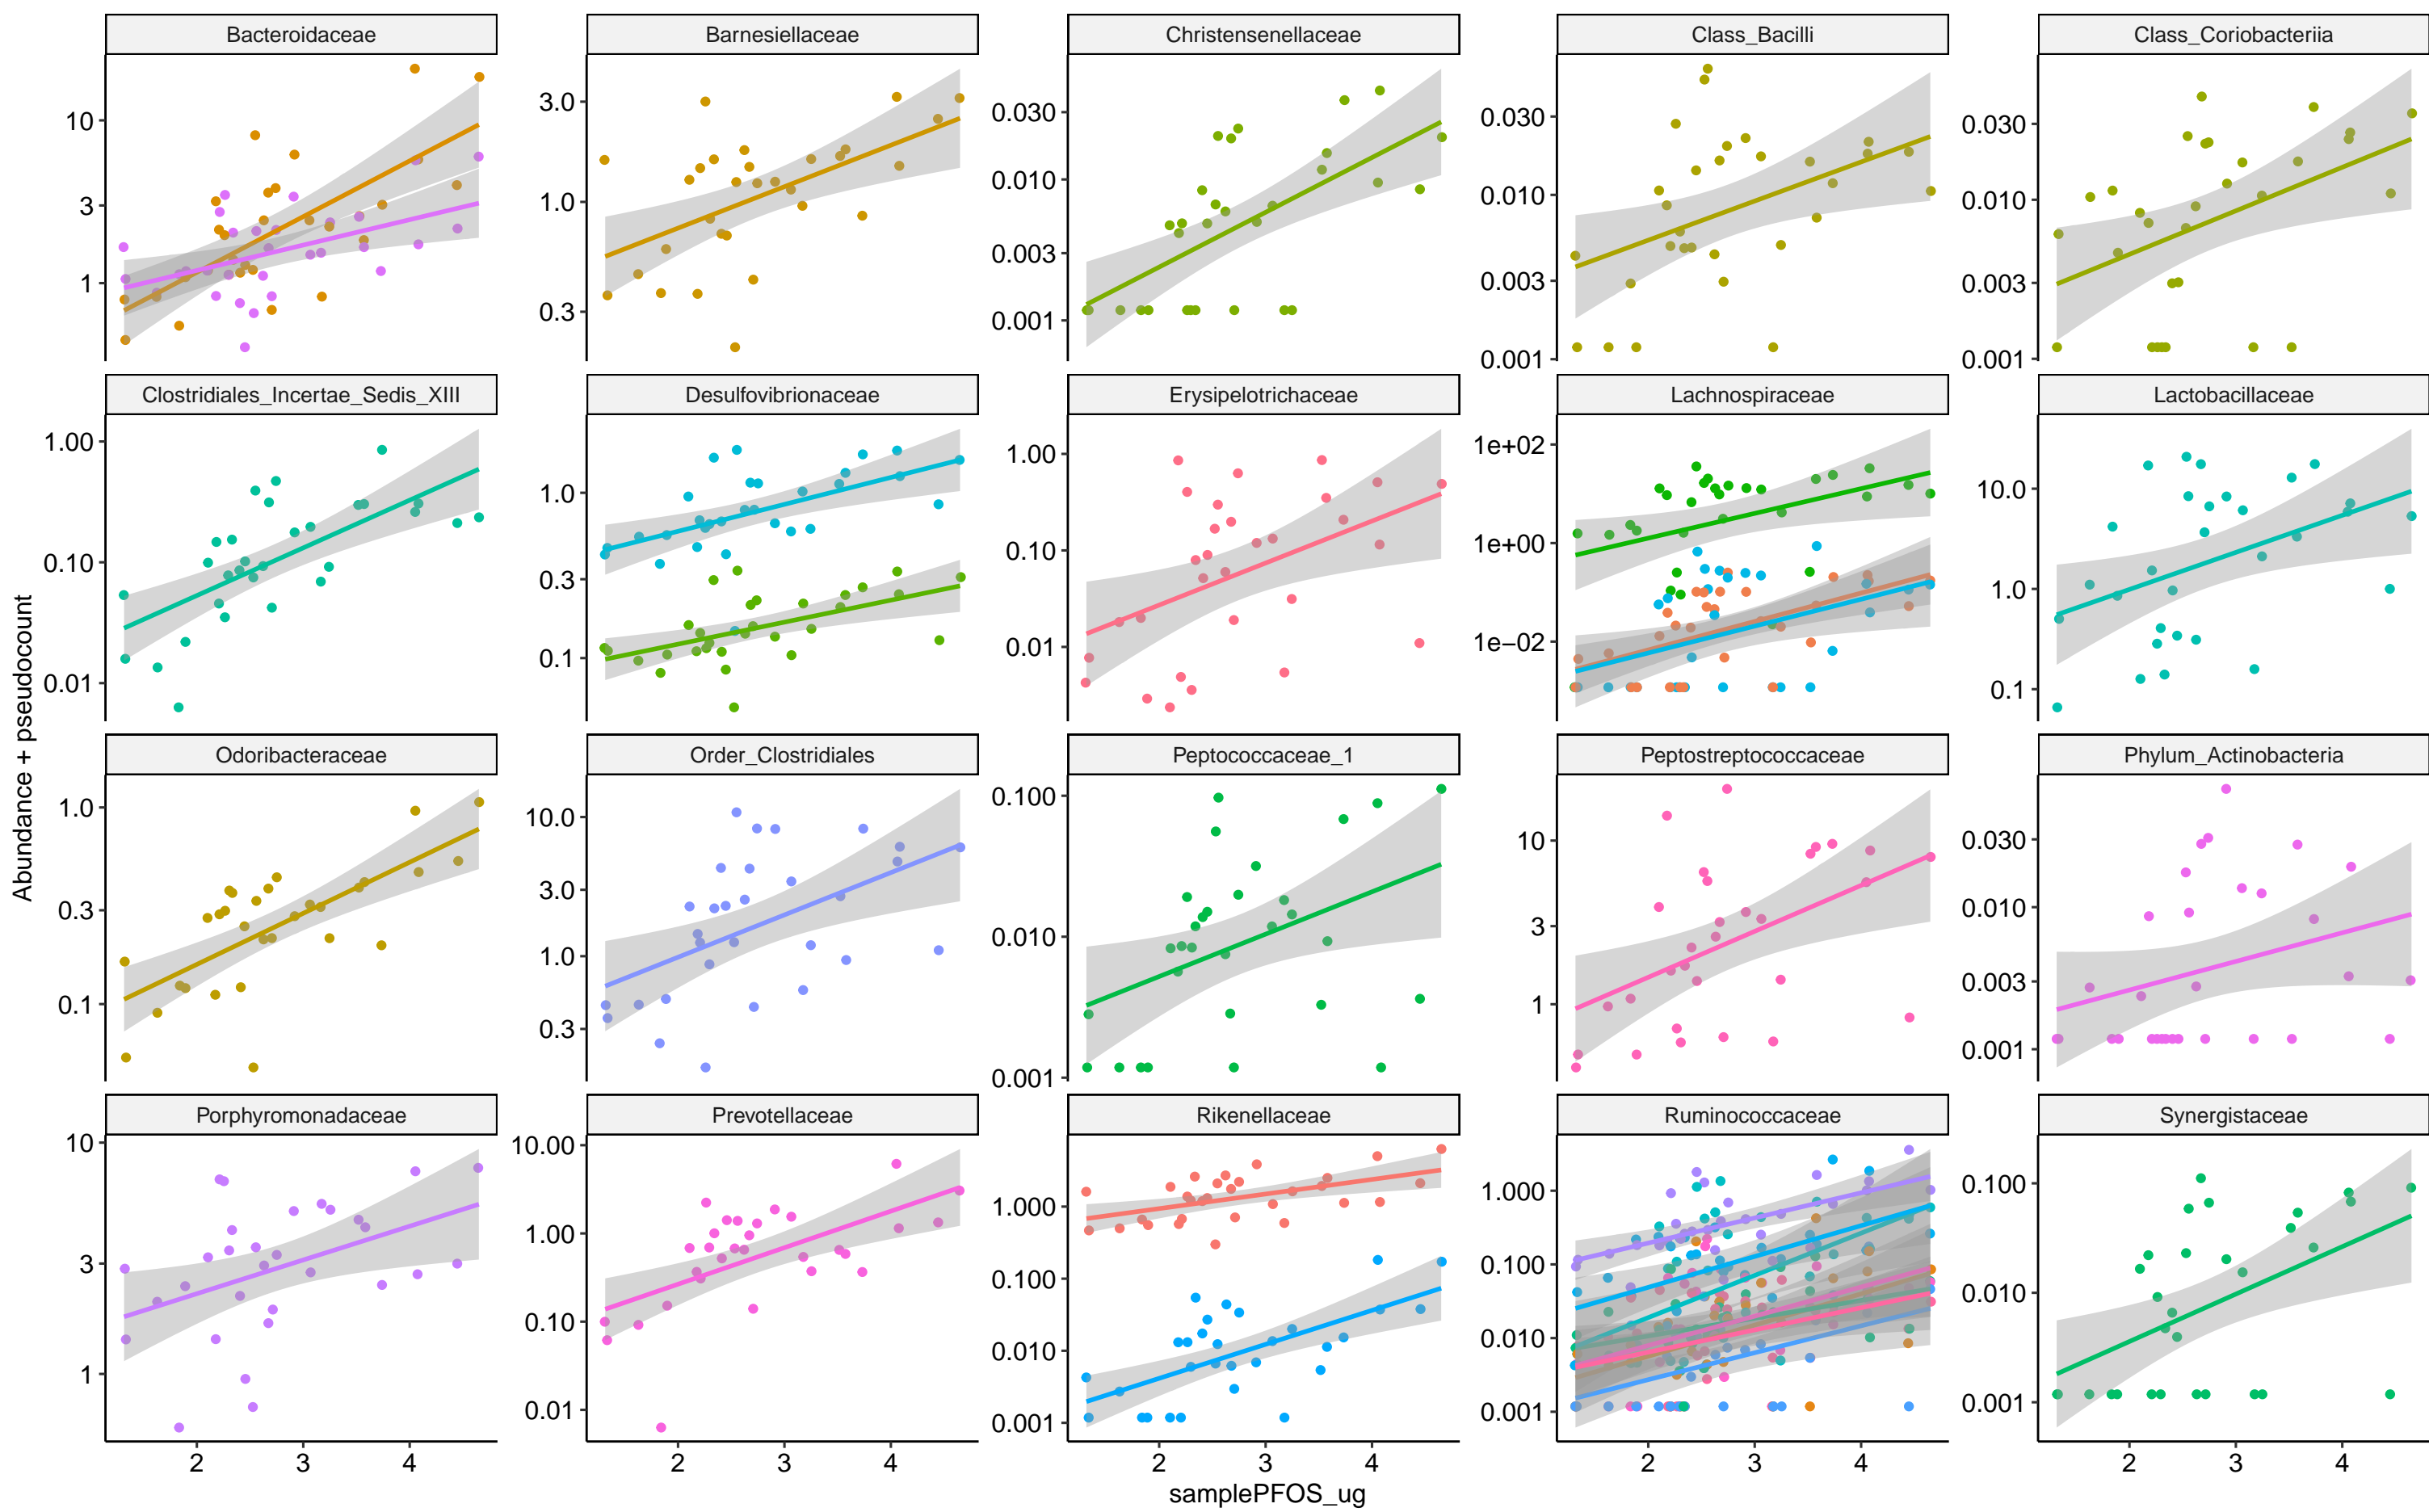 Bacteroidaceae
Barnesiellaceae
Christensenellaceae
Class_Bacilli
Class_Coriobacteriia
10
3
1
3.0
1.0
0.3
0.030
0.010
0.003
0.001
0.030
0.010
0.003
0.001
0.030
0.010
0.003
0.001
Clostridiales_Incertae_Sedis_XIII
Desulfovibrionaceae
Erysipelotrichaceae
Lachnospiraceae
Lactobacillaceae
1.00
0.10
0.01
1.0
0.3
0.1
1.00
0.10
0.01
1e+02
1e+00
1e−02
10.0
1.0
0.1
Abundance + pseudocount
Odoribacteraceae
Order_Clostridiales
Peptococcaceae_1
Peptostreptococcaceae
Phylum_Actinobacteria
1.0
0.3
0.1
10.0
3.0
1.0
0.3
0.100
0.010
0.001
10
3
1
0.030
0.010
0.003
0.001
Porphyromonadaceae
Prevotellaceae
Rikenellaceae
Ruminococcaceae
Synergistaceae
10
3
1
10.00
1.00
0.10
0.01
1.000
0.100
0.010
0.001
1.000
0.100
0.010
0.001
0.100
0.010
0.001
2 3 4
2 3 4
2 3 4
2 3 4
2 3 4
samplePFOS_ug